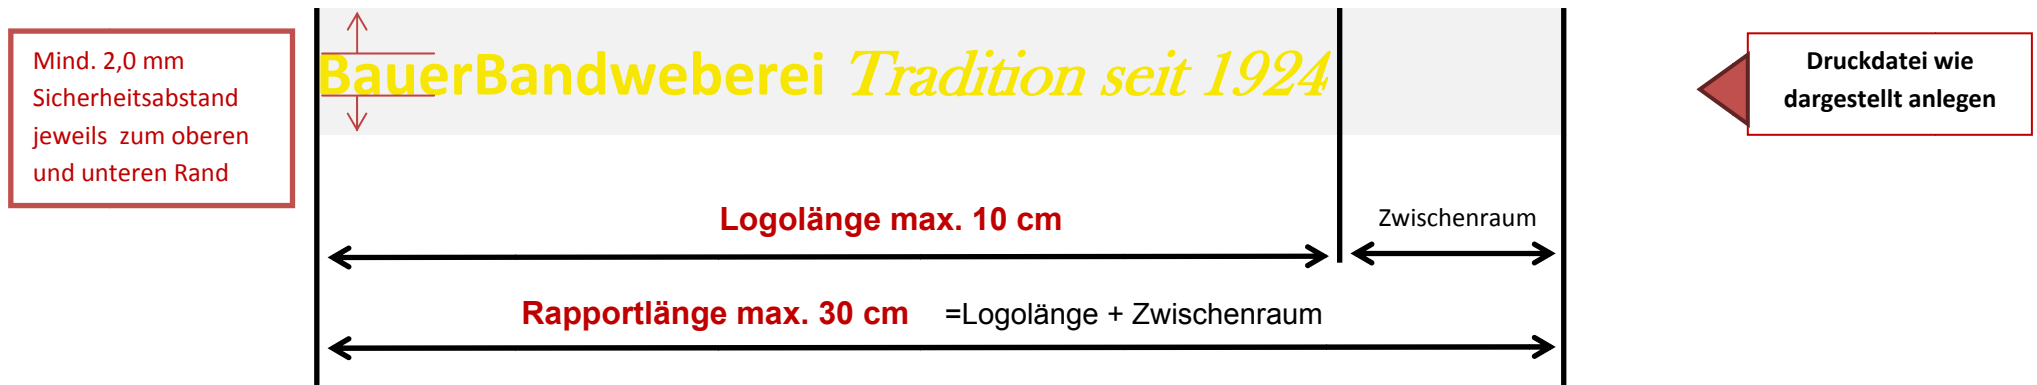 Mind. 2,0 mm
Sicherheitsabstand
jeweils zum oberen
und unteren Rand
BauerBandweberei Tradition seit 1924
Druckdatei wie
dargestellt anlegen
Logolänge max. 10 cm
Zwischenraum
Rapportlänge max. 30 cm =Logolänge + Zwischenraum